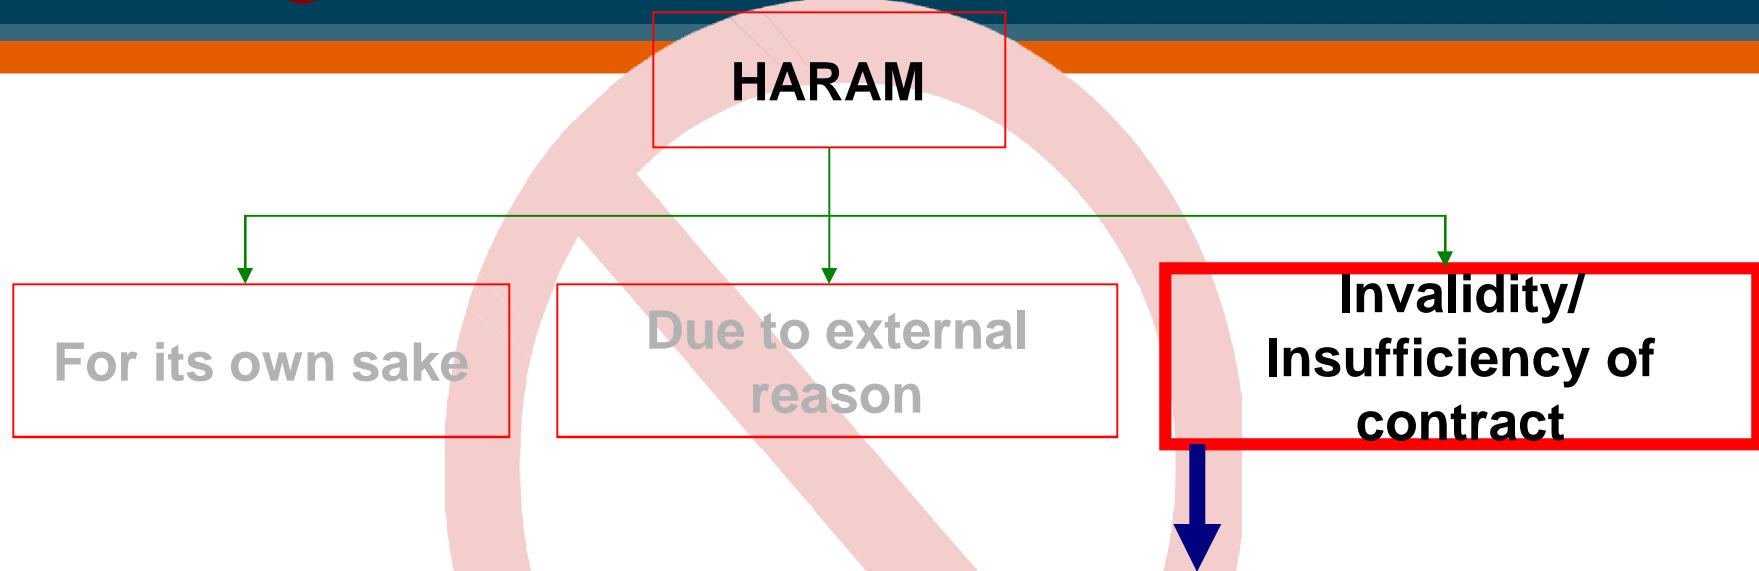 HARAM
For its own sake
Due to external
reason
Invalidity/
Insufficiency of
contract